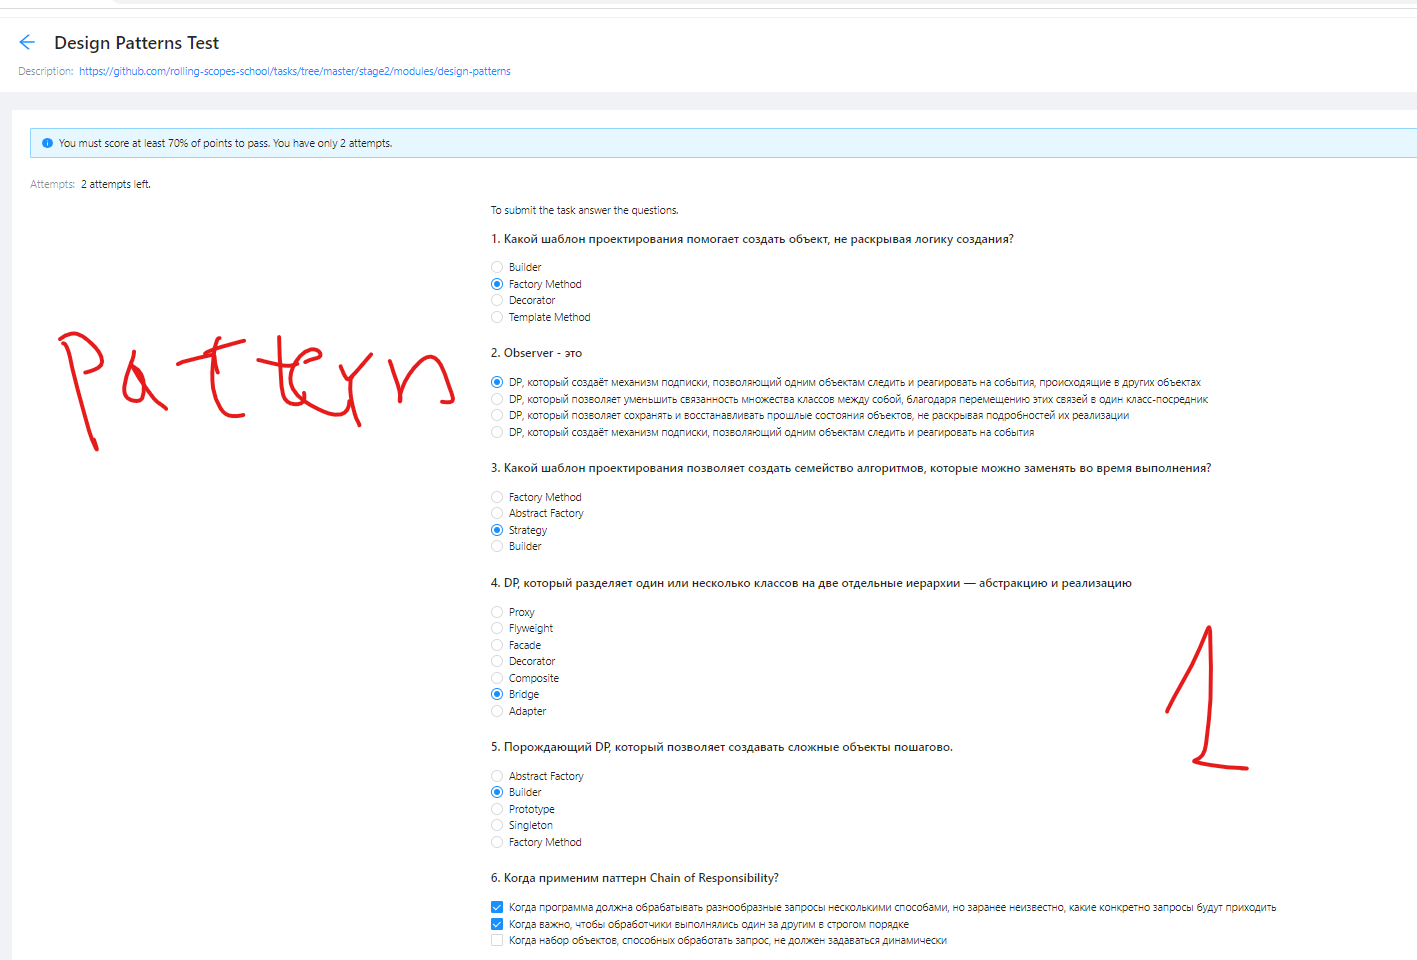 Design Patterns Test
Description: https://github.com/rolling-scopes-school/tasks/tree/master/stage2/modules/design-patterns
You must score at least 70% of points to pass. You have only 2 attempts.
Attempts: 2 attempts left.
To submit the task answer the questions.
1. Какой шаблон проектирования помогает создать объект, не раскрывая логику создания?
Builder
Factory Method
Decorator
Template Method
Pattern
2. Observer - это
DP, который создаёт механизм подписки, позволяющий одним объектам следить и реагировать на события, происходящие в других объектах
DP, который позволяет уменьшить связанность множества классов между собой, благодаря перемещению этих связей в один класс-посредник
DP, который позволяет сохранять и восстанавливать прошлые состояния объектов, не раскрывая подробностей их реализации
DP, который создаёт механизм подписки, позволяющий одним объектам следить и реагировать на события
3. Какой шаблон проектирования позволяет создать семейство алгоритмов, которые можно заменять во время выполнения?
Factory Method
Abstract Factory
Strategy
Builder
4. DP, который разделяет один или несколько классов на две отдельные иерархии — абстракцию и реализацию
Proxy
Flyweight
Facade
Decorator
Composite
Bridge
Adapter
1
5. Порождающий DP, который позволяет создавать сложные объекты пошагово.
Abstract Factory
Builder
Prototype
Singleton
Factory Method
6. Когда применим паттерн Chain of Responsibility?
Когда программа должна обрабатывать разнообразные запросы несколькими способами, но заранее неизвестно, какие конкретно запросы будут приходить
Когда важно, чтобы обработчики выполнялись один за другим в строгом порядке
Когда набор объектов, способных обработать запрос, не должен задаваться динамически